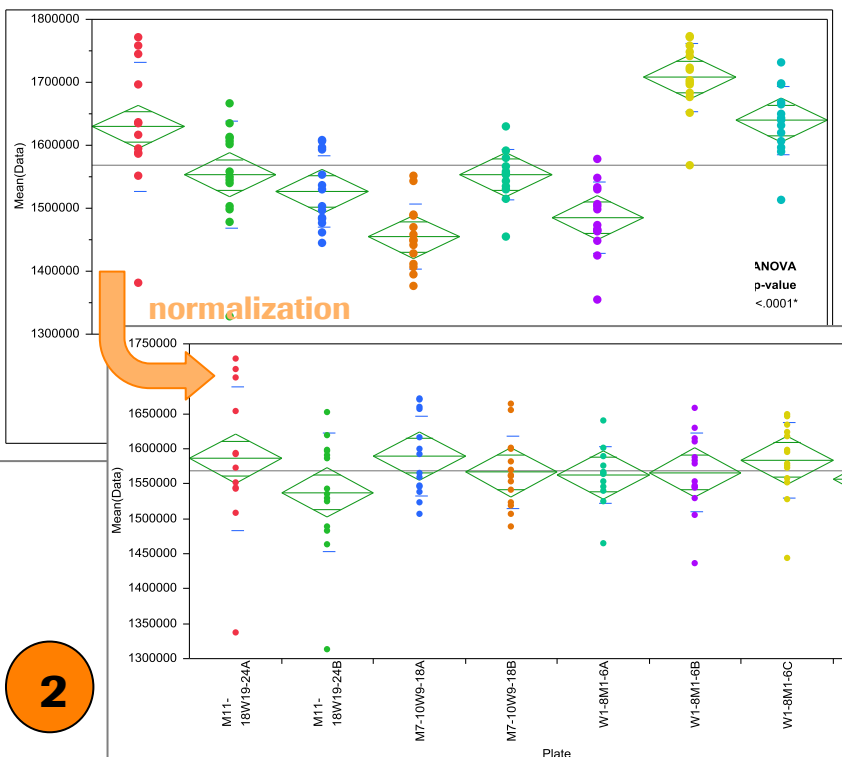 1800000
1700000
1600000
1500000
1400000
1300000
Mean(Data)
ANOVA
p-value
<.0001*
normalization
1750000
1650000
1600000
1550000
1500000
1450000
1400000
1350000
1300000
Mean(Data)
M11-
18W19-24A
M11-
18W19-24B
M7-10W9-18A
M7-10W9-18B
W1-8M1-6A
W1-8M1-6B
W1-8M1-6C
Plate
2